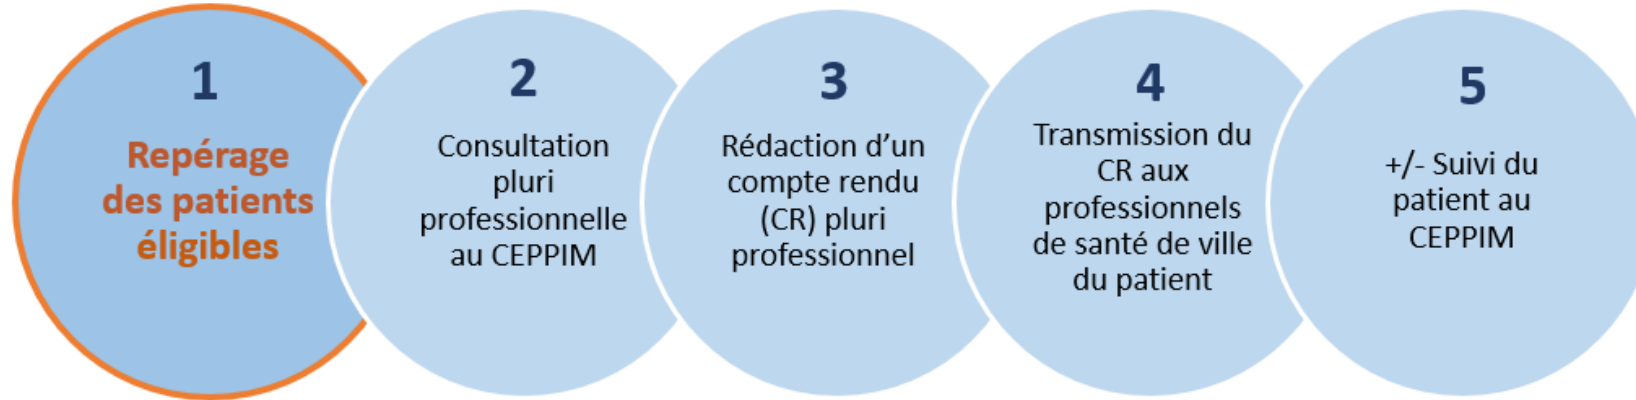 1
Repérage
des patients
éligibles
2
Consultation
pluri
professionnelle
au CEPPIM
3
Rédaction d'un
compte rendu
(CR) pluri
professionnel
4
Transmission du
CR aux
professionnels
de santé de ville
du patient
5
+/- Suivi du
patient au
CEPPIM